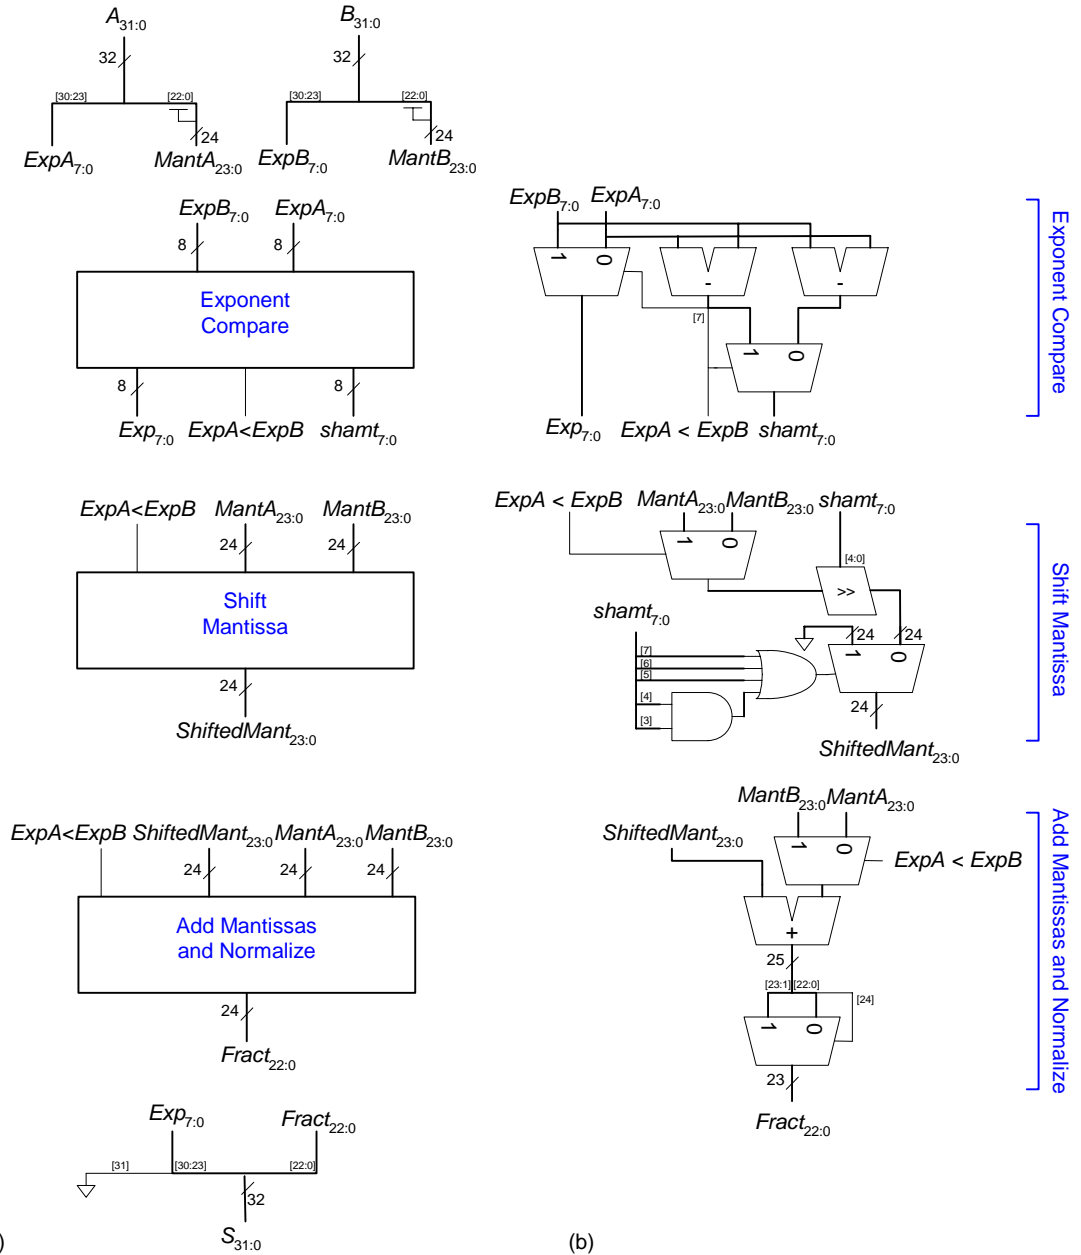 A31:0 B31:0
32 32
[30:23] [22:0] [30:23] [22:0]
24 24
ExpA7:0 MantA23:0 ExpB7:0 MantB23:0
ExpB7:0 ExpA7:0
8 8
Exponent
Compare
8 8
Exp7:0 ExpA<ExpB shamt7:0
ExpA<ExpB MantA23:0 MantB23:0
24 24
Shift
Mantissa
24
ShiftedMant23:0
ExpA<ExpB ShiftedMant23:0 MantA23:0 MantB23:0
24 24 24
Add Mantissas
and Normalize
24
Fract22:0
Exp7:0 Fract22:0
[31] [30:23] [22:0]
32
S31:0
)
ExpB7:0 ExpA7:0
1 0 - -
[7]
1 0
Exp7:0 ExpA < ExpB shamt7:0
Exponent Compare
ExpA < ExpB MantA23:0 MantB23:0 shamt7:0
1 0
[4:0]
>>
shamt7:0
24 24
1 0
[7]
[6]
[5]
[4]
[3]
24
ShiftedMant23:0
Shift Mantissa
MantB23:0 MantA23:0
ShiftedMant23:0
1 0
ExpA < ExpB
+
25
[23:1] [22:0] [24]
1 0
23
Fract22:0
Add Mantissas and Normalize
(b)